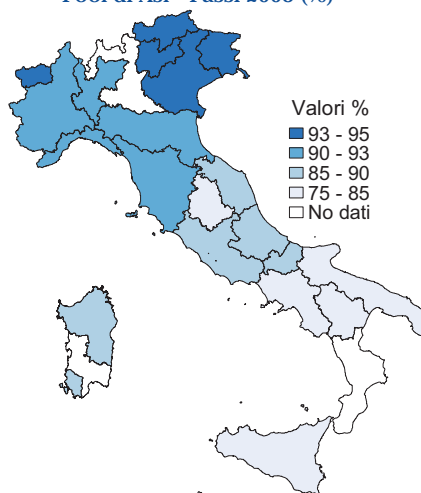 Pool di Asl - Passi 2008 (%)
Valori %
93 - 95
90 - 93
85 - 90
75 - 85
No dati